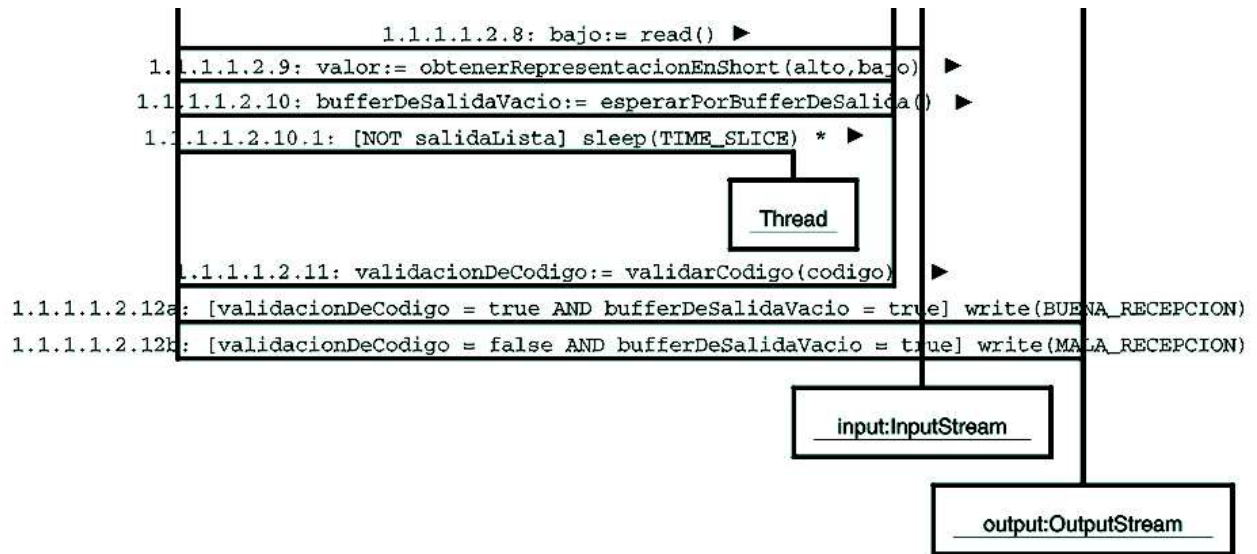 1.1.1.1.2.8: bajo:= read() ►
1.1.1.1.2.9: valor:= obtenerRepresentacionEnShort(alto,bajo) ►
1.1.1.1.2.10: bufferDeSalidaVacio:= esperarPorBufferDeSalida() ►
1.1.1.1.2.10.1: [NOT salidaLista] sleep(TIME_SLICE) * ►
Thread
1.1.1.1.2.11: validacionDeCodigo:= validarCodigo(codigo) ►
1.1.1.1.2.12a: [validacionDeCodigo = true AND bufferDeSalidaVacio = true] write(BUENA_RECEPCION)
1.1.1.1.2.12b: [validacionDeCodigo = false AND bufferDeSalidaVacio = true] write(MALA_RECEPCION)
input:InputStream
output:OutputStream